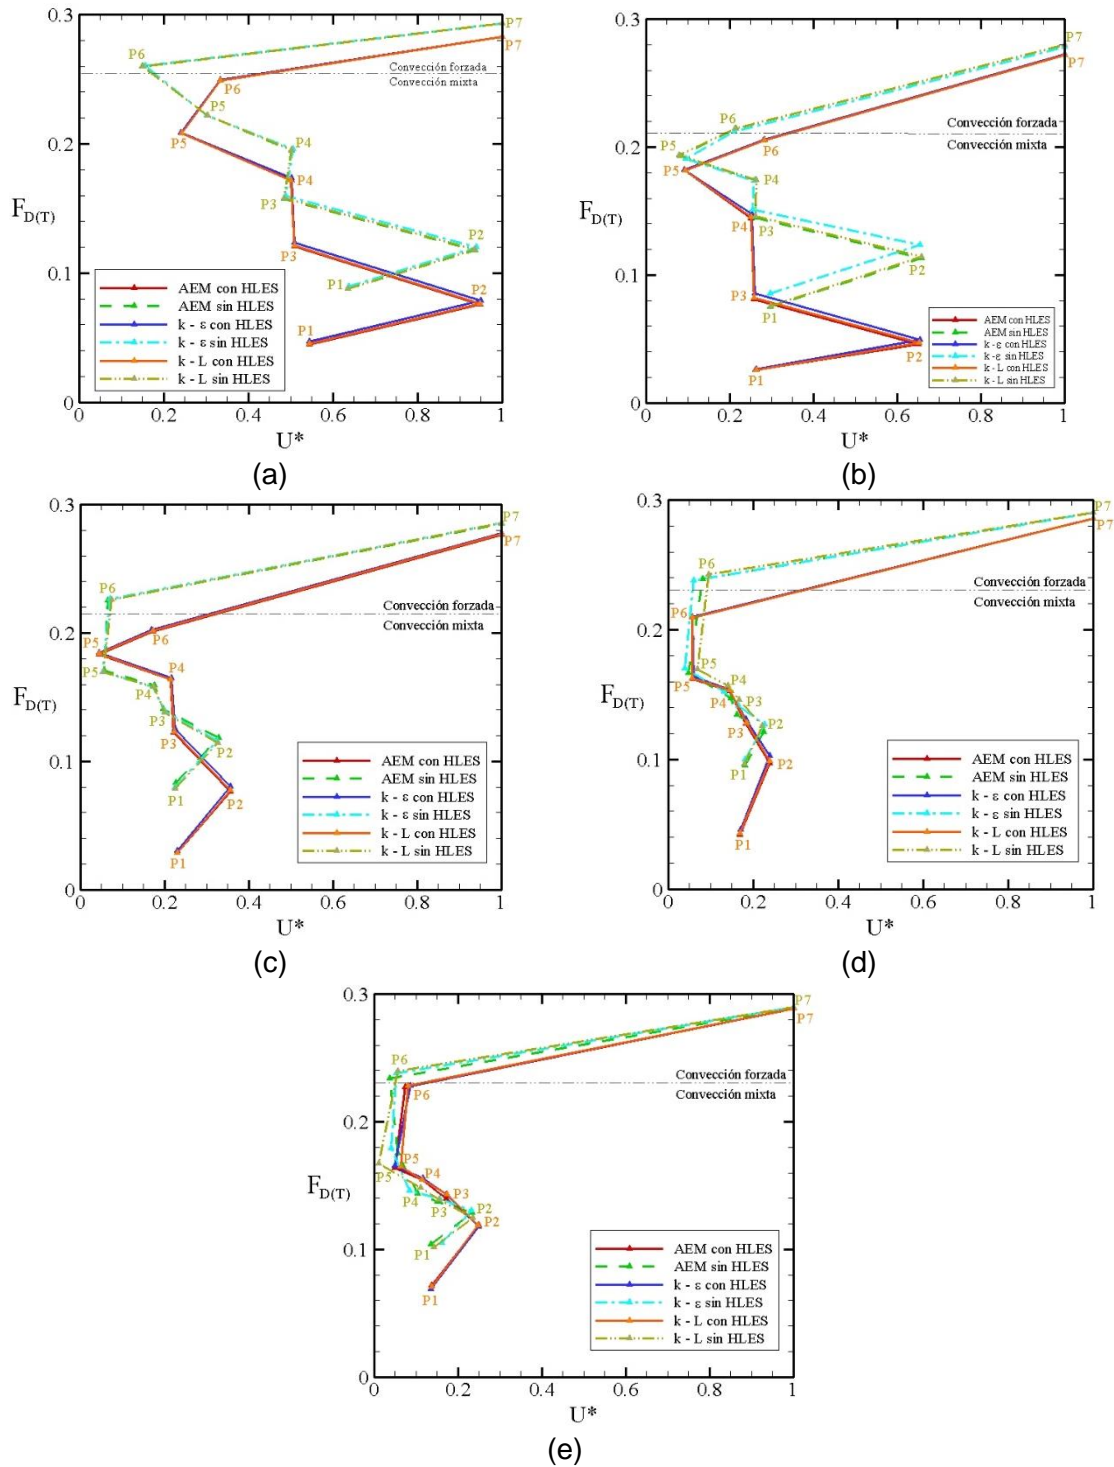 0.3
P7
P7
P6
Convección forzada
Convección mixta
P6
P5
0.2
P5
P4
P4
P3
F_D(T)
P2
P3
P1
0.1
P2
P1
AEM con HLES
AEM sin HLES
k - ε con HLES
k - ε sin HLES
k - L con HLES
k - L sin HLES
0
0 0.2 0.4 0.6 0.8 1
U*
(a)
0.3
P7
P7
P6
Convección forzada
Convección mixta
P5
P6
0.2
P5
P4
P4
P3
F_D(T)
P2
P3
P1
0.1
P2
P1
AEM con HLES
AEM sin HLES
k - ε con HLES
k - ε sin HLES
k - L con HLES
k - L sin HLES
0
0 0.2 0.4 0.6 0.8 1
U*
(b)
0.3
P7
P7
P6
Convección forzada
Convección mixta
P5
P6
0.2
P5
P4
P4
P3
F_D(T)
P3
P2
P1
0.1
P2
P1
AEM con HLES
AEM sin HLES
k - ε con HLES
k - ε sin HLES
k - L con HLES
k - L sin HLES
0
0 0.2 0.4 0.6 0.8 1
U*
(c)
0.3
P7
P7
P6
Convección forzada
Convección mixta
P6
0.2
P5
P5
P4
P4
P3
F_D(T)
P3
P2
P1
P2
0.1
P1
AEM con HLES
AEM sin HLES
k - ε con HLES
k - ε sin HLES
k - L con HLES
k - L sin HLES
0
0 0.2 0.4 0.6 0.8 1
U*
(d)
0.3
P7
P7
P6
Convección forzada
Convección mixta
P6
0.2
P5
P5
P4
P3
P4
P3
F_D(T)
P2
P2
P1
0.1
P1
AEM con HLES
AEM sin HLES
k - ε con HLES
k - ε sin HLES
k - L con HLES
k - L sin HLES
0
0 0.2 0.4 0.6 0.8 1
U*
(e)